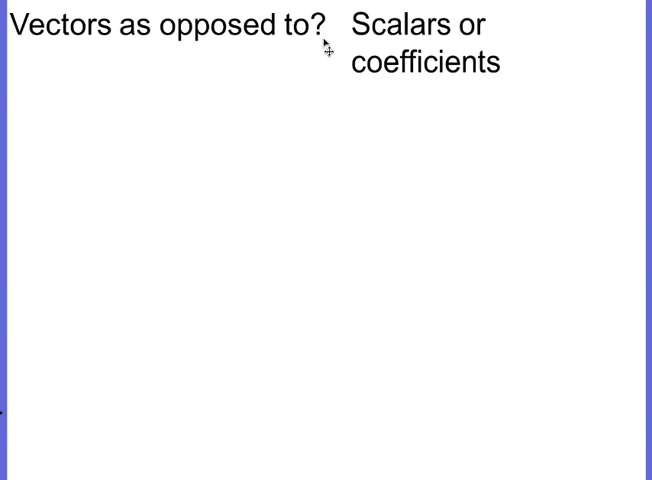 Vectors as opposed to?
Scalars or
coefficients